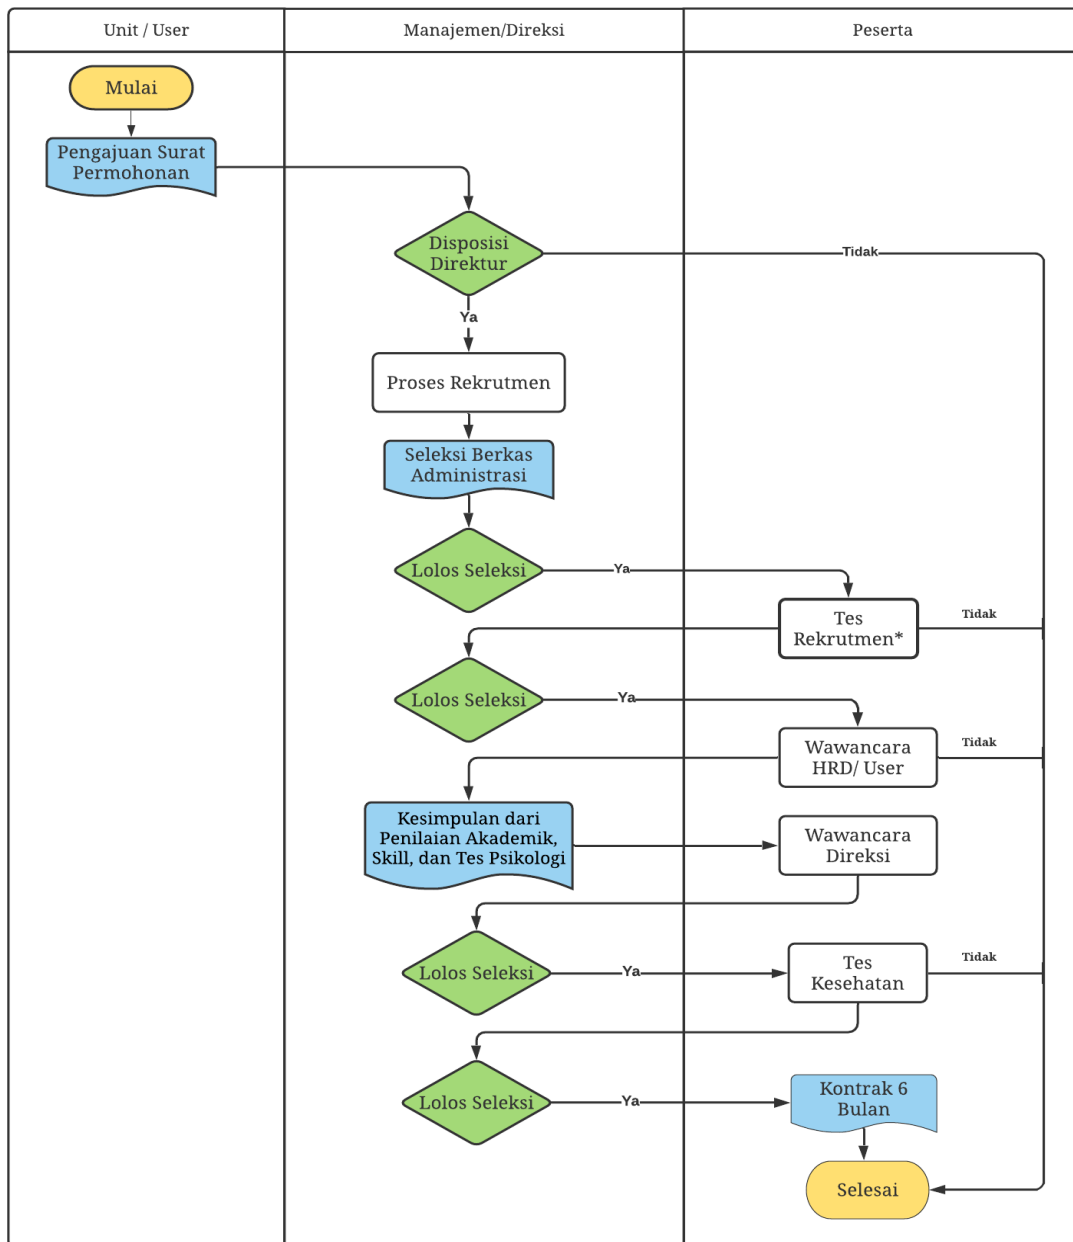 Unit / User
Manajemen/Direksi
Peserta
Mulai
Pengajuan Surat
Permohonan
Disposisi
Direktur
Tidak
Ya
Proses Rekrutmen
Seleksi Berkas
Administrasi
Lolos Seleksi
Ya
Tes
Rekrutmen*
Tidak
Lolos Seleksi
Ya
Wawancara
HRD/ User
Tidak
Kesimpulan dari
Penilaian Akademik,
Skill, dan Tes Psikologi
Wawancara
Direksi
Lolos Seleksi
Ya
Tes
Kesehatan
Tidak
Lolos Seleksi
Ya
Kontrak 6
Bulan
Selesai